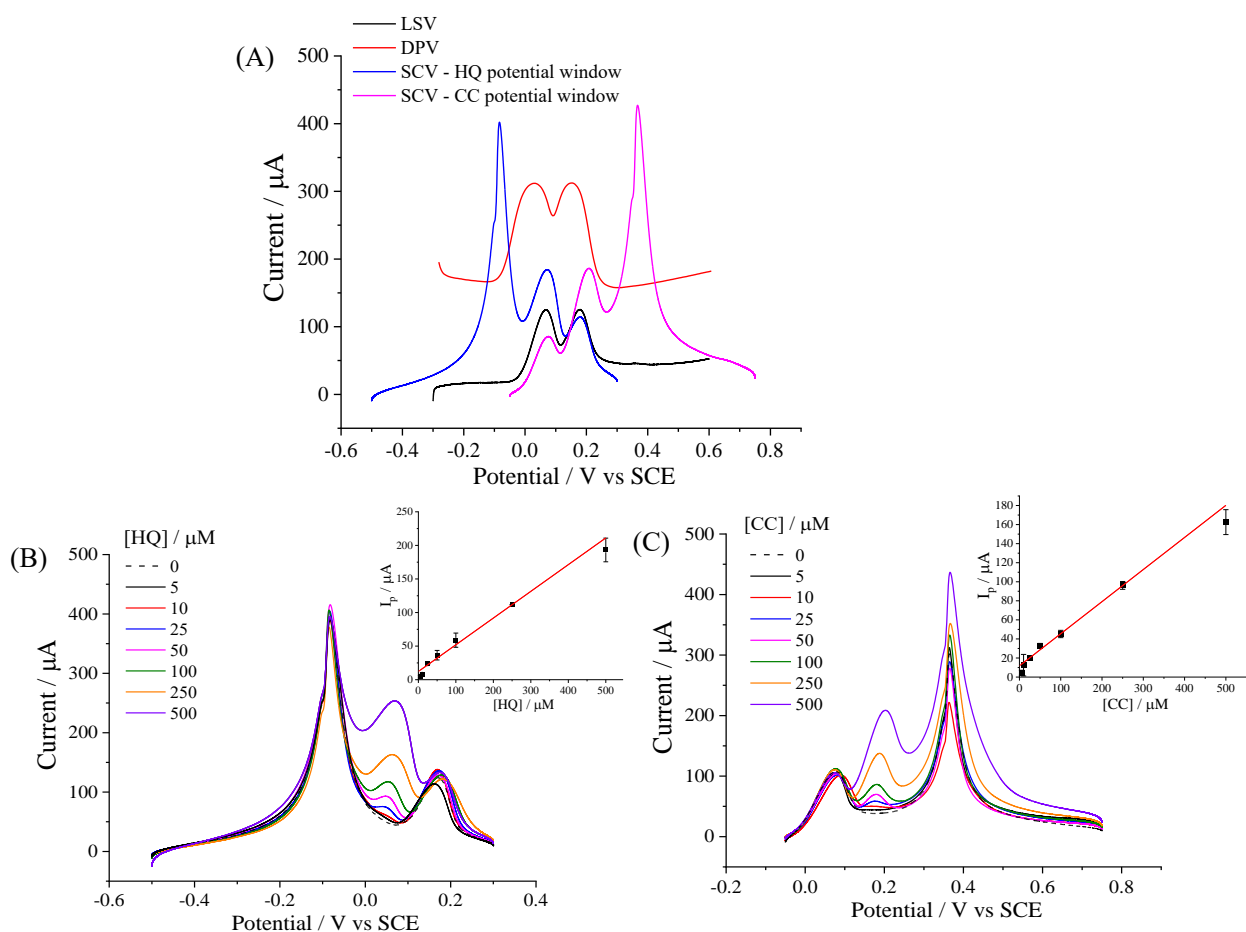 (A)
LSV
DPV
SCV - HQ potential window
SCV - CC potential window
Current / μA
500
400
300
200
100
0
-0.6 -0.4 -0.2 0.0 0.2 0.4 0.6 0.8
Potential / V vs SCE
(B)
[HQ] / μM
0
5
10
25
50
100
250
500
Current / μA
500
400
300
200
100
0
-0.6 -0.4 -0.2 0.0 0.2 0.4
Potential / V vs SCE
Ip / μA
250
200
150
100
50
0
0 100 200 300 400 500
[HQ] / μM
(C)
[CC] / μM
0
5
10
25
50
100
250
500
Current / μA
500
400
300
200
100
0
-0.2 0.0 0.2 0.4 0.6 0.8
Potential / V vs SCE
Ip / μA
180
160
140
120
100
80
60
40
20
0
0 100 200 300 400 500
[CC] / μM